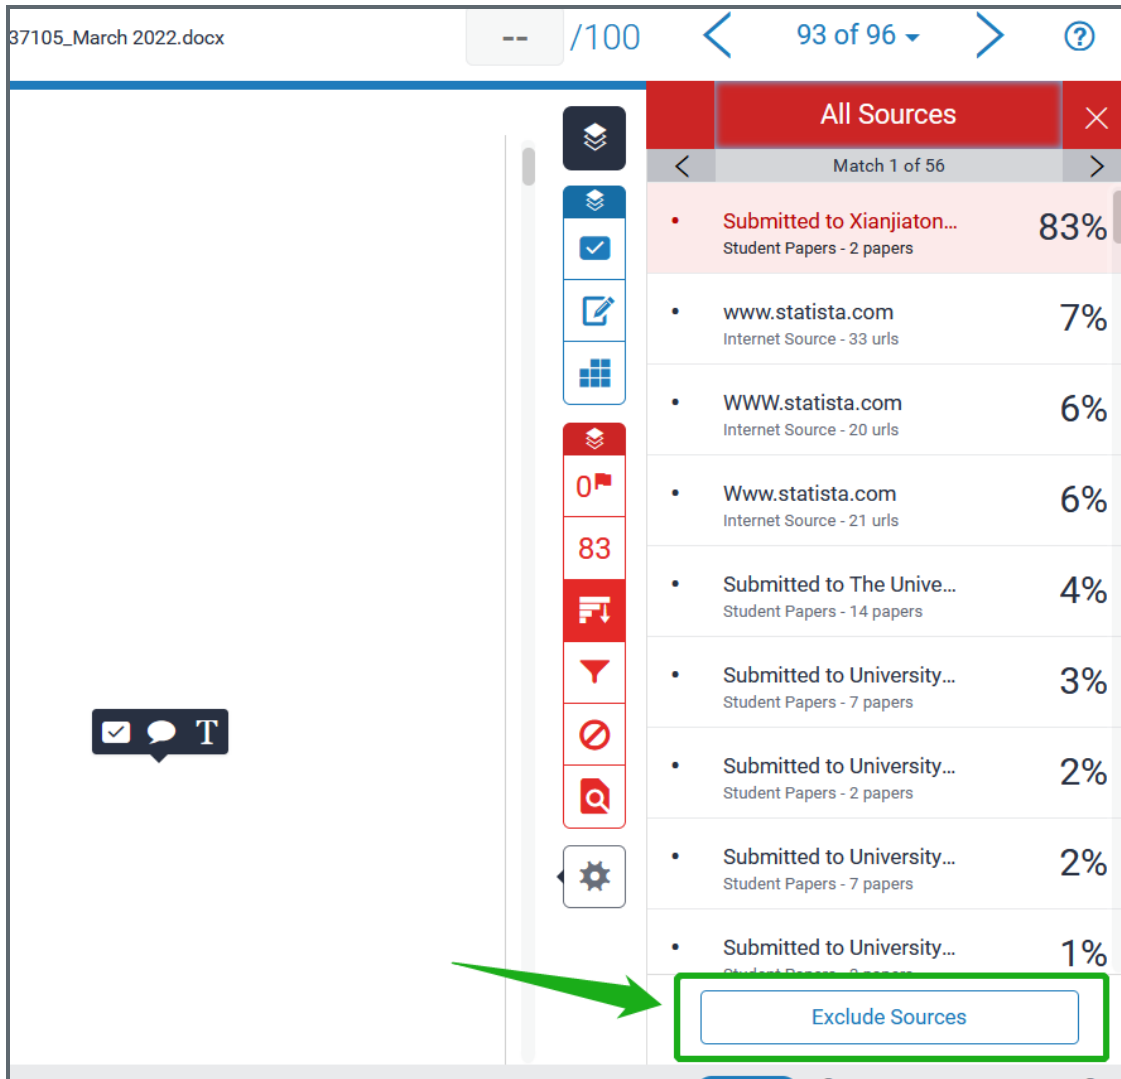 37105_March 2022.docx
--
/100
93 of 96
?
All Sources
Match 1 of 56
Submitted to Xianjiaton...
83%
Student Papers - 2 papers
www.statista.com
7%
Internet Source - 33 urls
WWW.statista.com
6%
Internet Source - 20 urls
Www.statista.com
6%
Internet Source - 21 urls
Submitted to The Unive...
4%
Student Papers - 14 papers
Submitted to University...
3%
Student Papers - 7 papers
Submitted to University...
2%
Student Papers - 2 papers
Submitted to University...
2%
Student Papers - 7 papers
Submitted to University...
1%
0
83
T
Exclude Sources